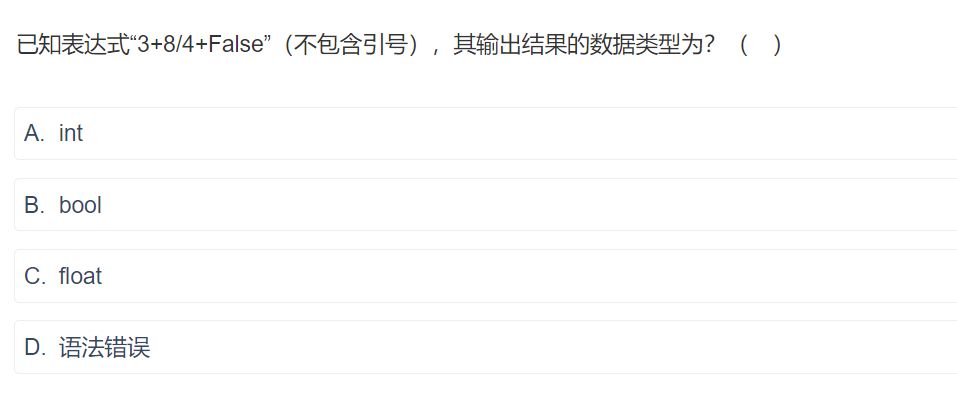 已知表达式“3+8/4+False”（不包含引号），其输出结果的数据类型为？（ ）
A. int
B. bool
C. float
D. 语法错误